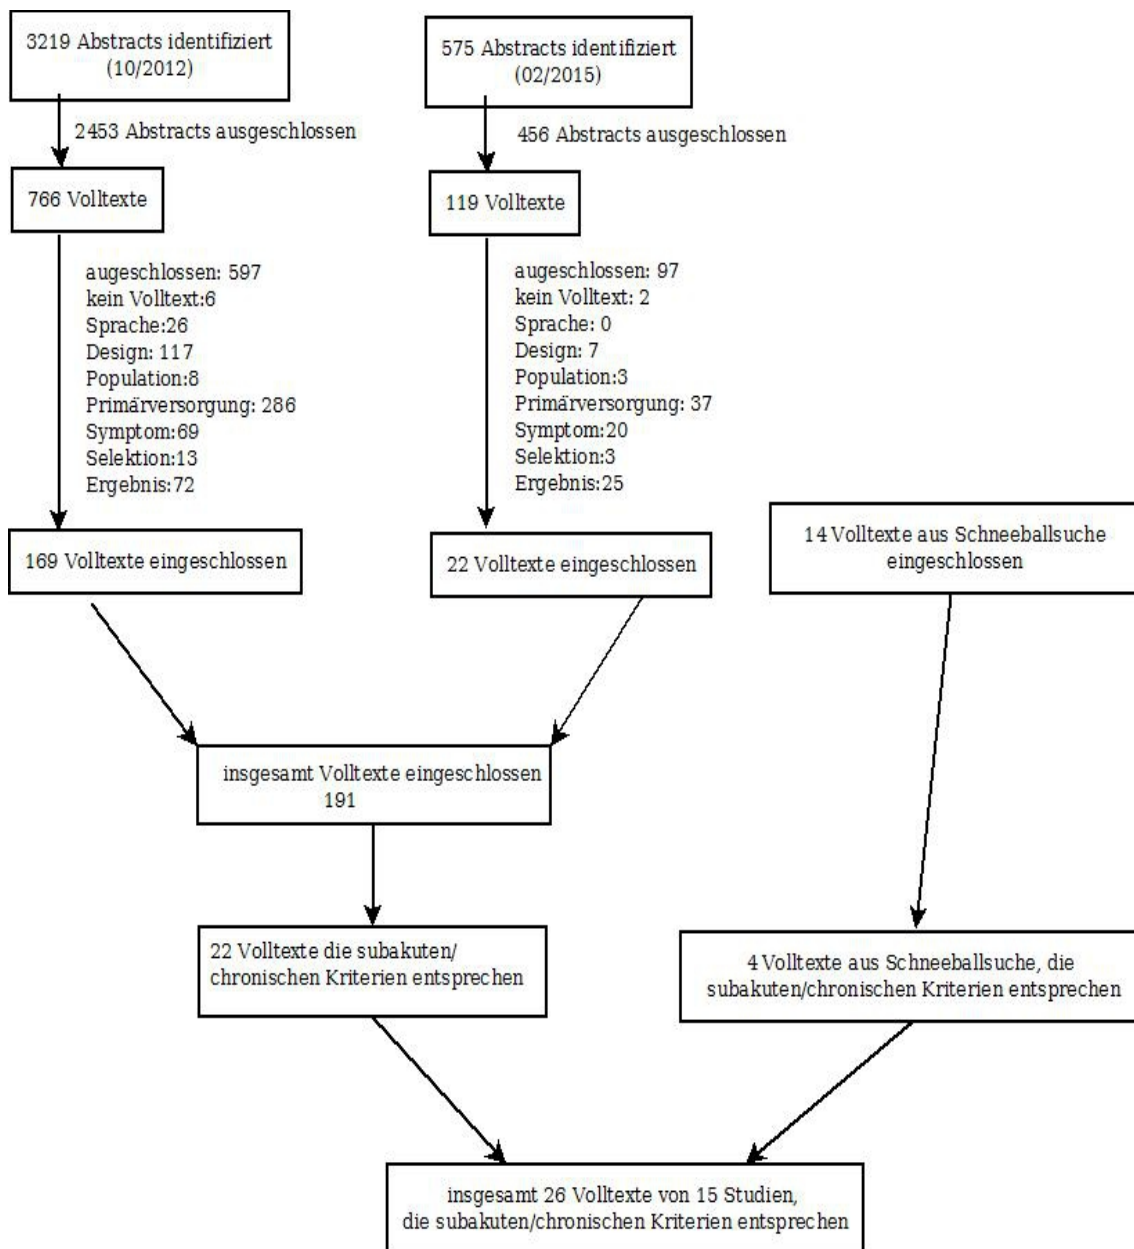 3219 Abstracts identifiziert
(10/2012)
2453 Abstracts ausgeschlossen
766 Volltexte
augeschlossen: 597
kein Volltext:6
Sprache:26
Design: 117
Population:8
Primärversorgung: 286
Symptom:69
Selektion:13
Ergebnis:72
169 Volltexte eingeschlossen
575 Abstracts identifiziert
(02/2015)
456 Abstracts ausgeschlossen
119 Volltexte
augeschlossen: 97
kein Volltext: 2
Sprache: 0
Design: 7
Population:3
Primärversorgung: 37
Symptom:20
Selektion:3
Ergebnis:25
22 Volltexte eingeschlossen
14 Volltexte aus Schneeballsuche
eingeschlossen
insgesamt Volltexte eingeschlossen
191
22 Volltexte die subakuten/
chronischen Kriterien entsprechen
4 Volltexte aus Schneeballsuche, die
subakuten/chronischen Kriterien entsprechen
insgesamt 26 Volltexte von 15 Studien,
die subakuten/chronischen Kriterien entsprechen